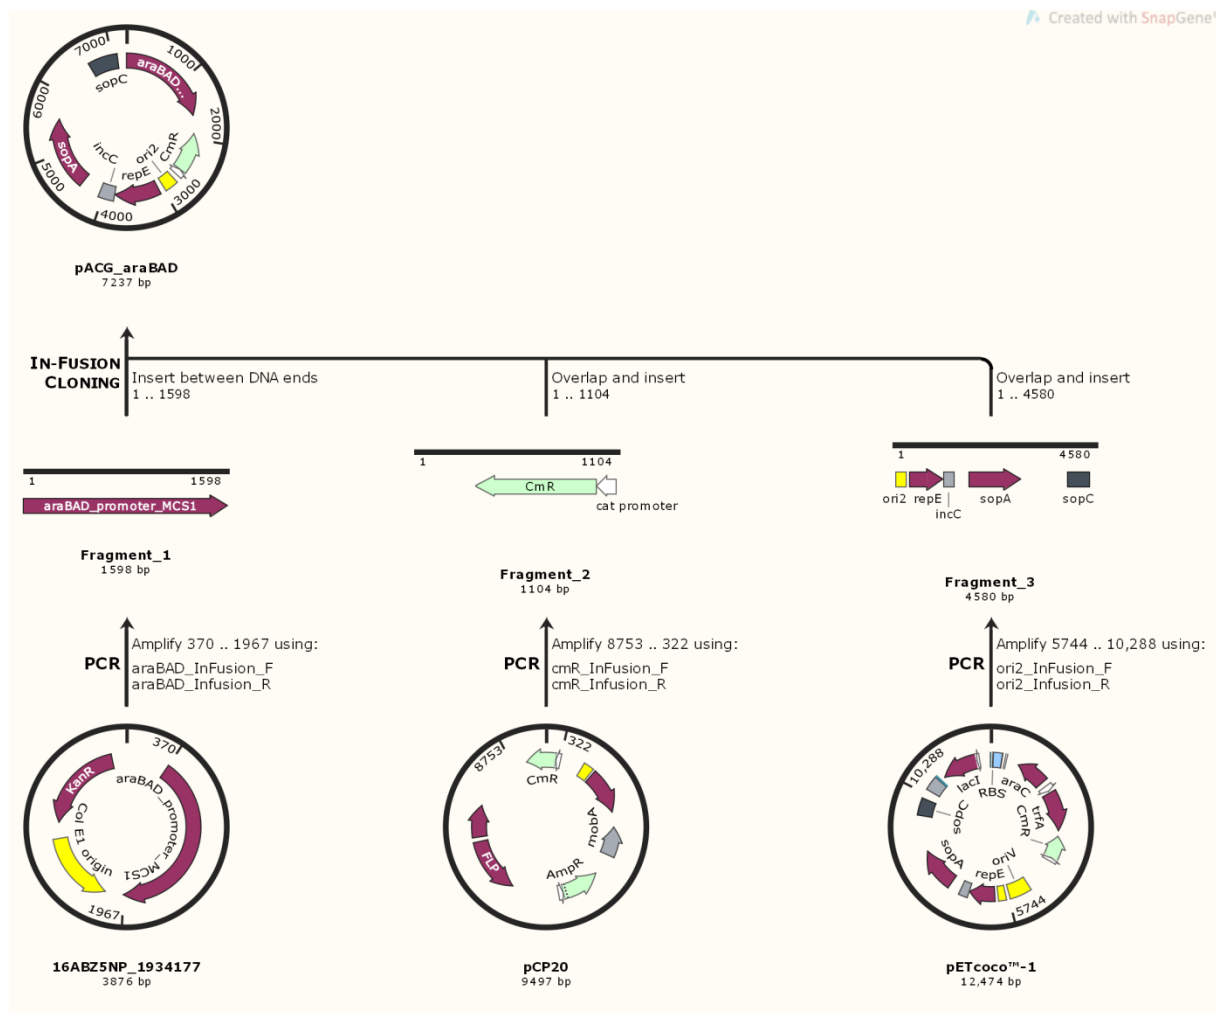 Created with SnapGene®
7000
1000
2000
3000
4000
5000
6000
sopC
araBAD...
CmR
ori2
repE
incC
sopA
pACG_araBAD
7237 bp
IN-FUSION
CLONING
Insert between DNA ends
1 .. 1598
Overlap and insert
1 .. 1104
Overlap and insert
1 .. 4580
1 1598
araBAD_promoter_MCS1
Fragment_1
1598 bp
1 1104
CmR
cat promoter
Fragment_2
1104 bp
1 4580
ori2 repE incC sopA sopC
Fragment_3
4580 bp
PCR
Amplify 370 .. 1967 using:
araBAD_InFusion_F
araBAD_Infusion_R
PCR
Amplify 8753 .. 322 using:
cmR_InFusion_F
cmR_Infusion_R
PCR
Amplify 5744 .. 10,288 using:
ori2_InFusion_F
ori2_Infusion_R
370
1967
KanR
araBAD_promoter_MCS1
Col E1 origin
16ABZ5NP_1934177
3876 bp
8753
322
CmR
mobA
AmpR
FLP
pCP20
9497 bp
10,288
5744
lacI
RBS
araC
trfA
CmR
oriV
repE
sopA
sopC
pETcoco™-1
12,474 bp